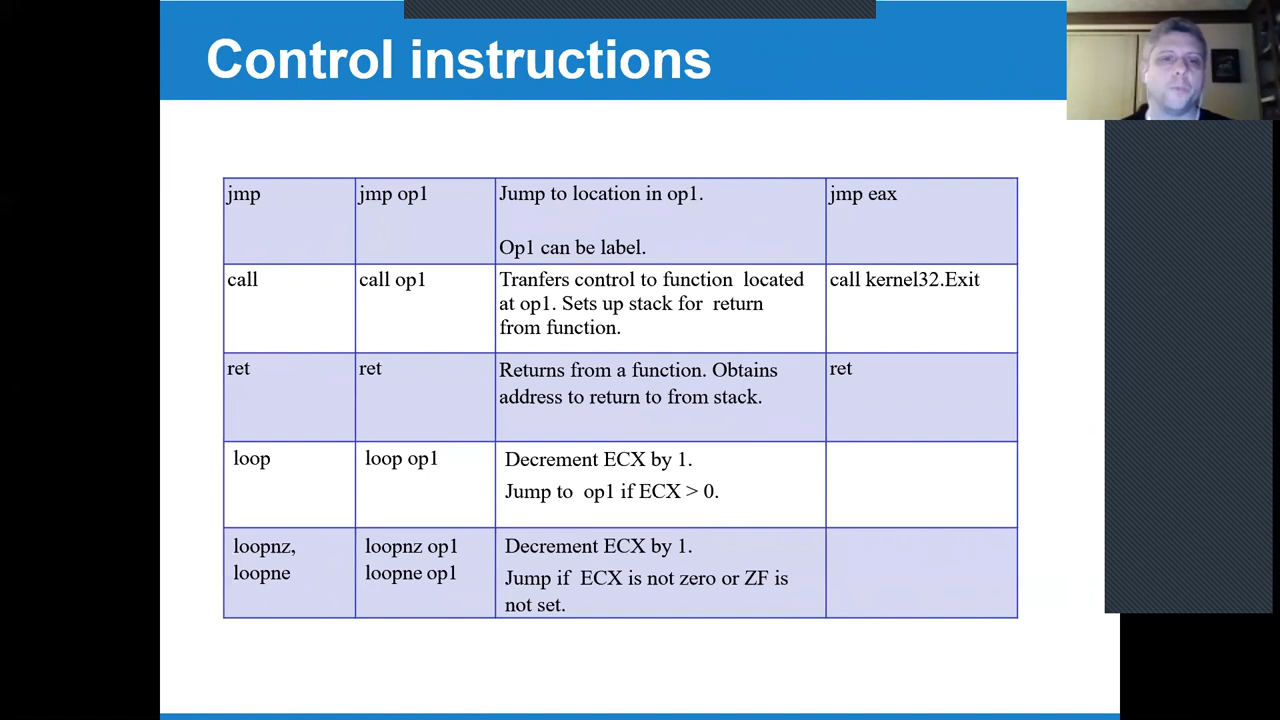 Control instructions
jmp
jmp op1
Jump to location in op1.
Op1 can be label.
jmp eax
call
call op1
Tranfers control to function located
at op1. Sets up stack for return
from function.
call kernel32.Exit
ret
ret
Returns from a function. Obtains
address to return to from stack.
ret
loop
loop op1
Decrement ECX by 1.
Jump to op1 if ECX > 0.
loopnz,
loopne
loopnz op1
loopne op1
Decrement ECX by 1.
Jump if ECX is not zero or ZF is
not set.